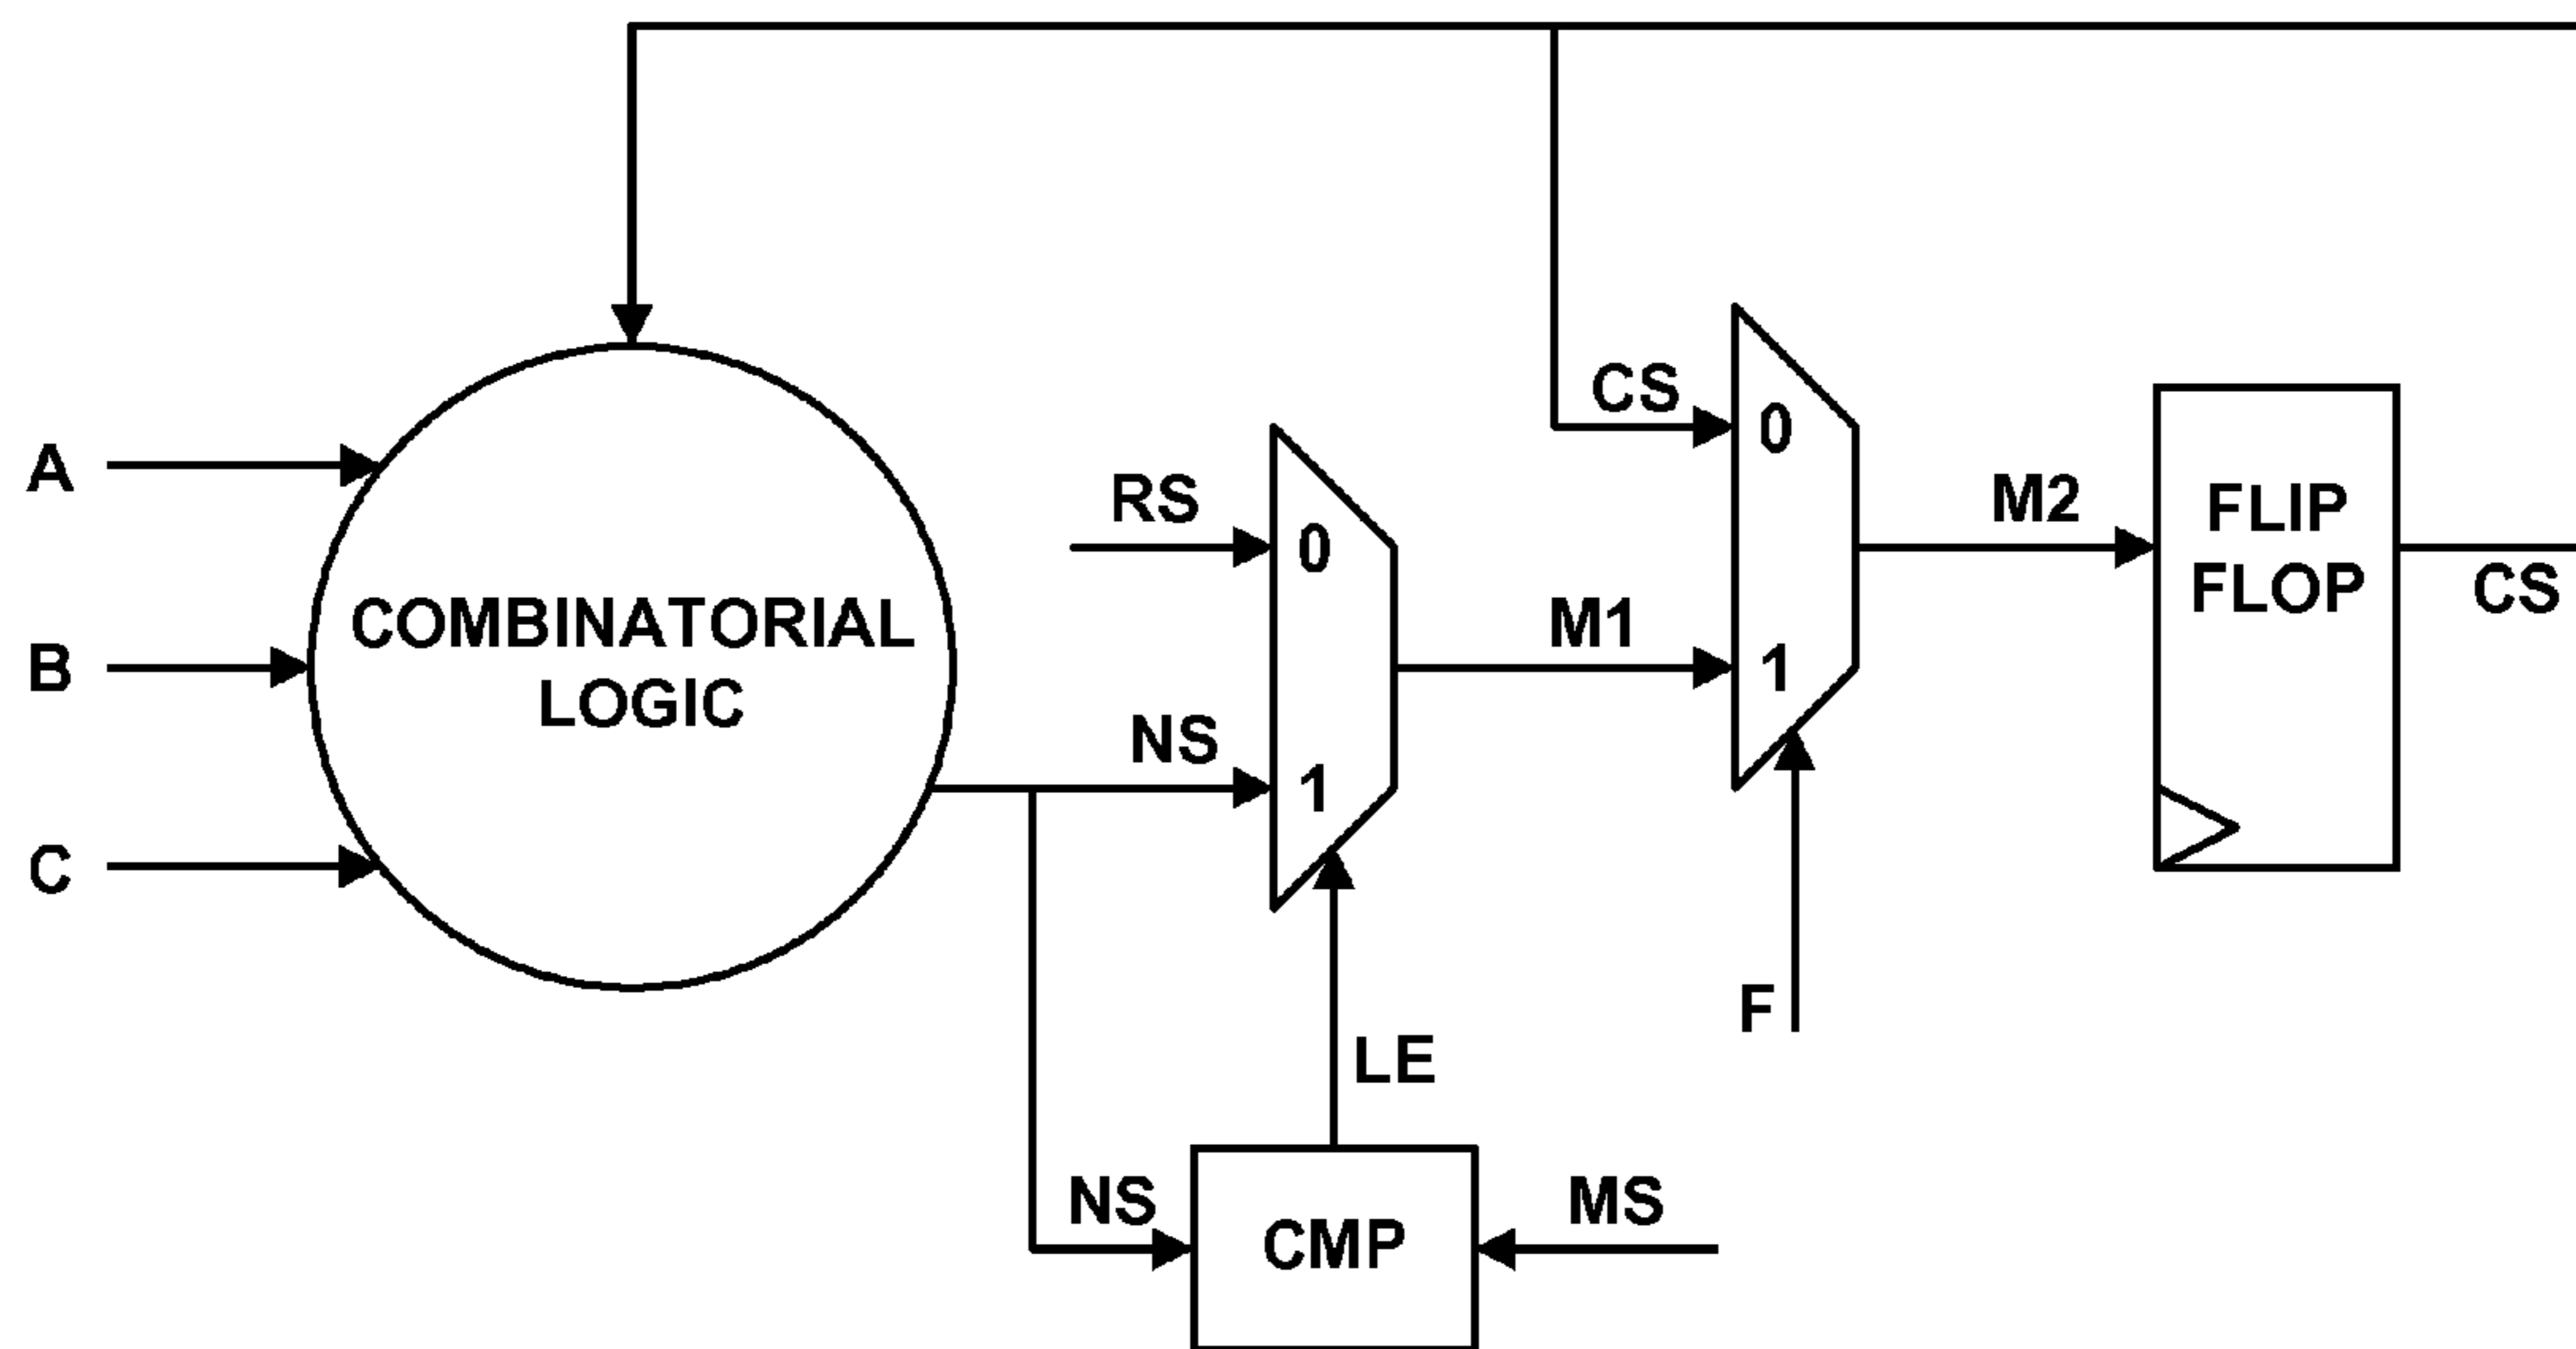 CS
0
A
RS
M2
FLIP
FLOP
0
CS
COMBINATORIAL
LOGIC
M1
B
1
NS
1
C
F
LE
NS
CMP
MS